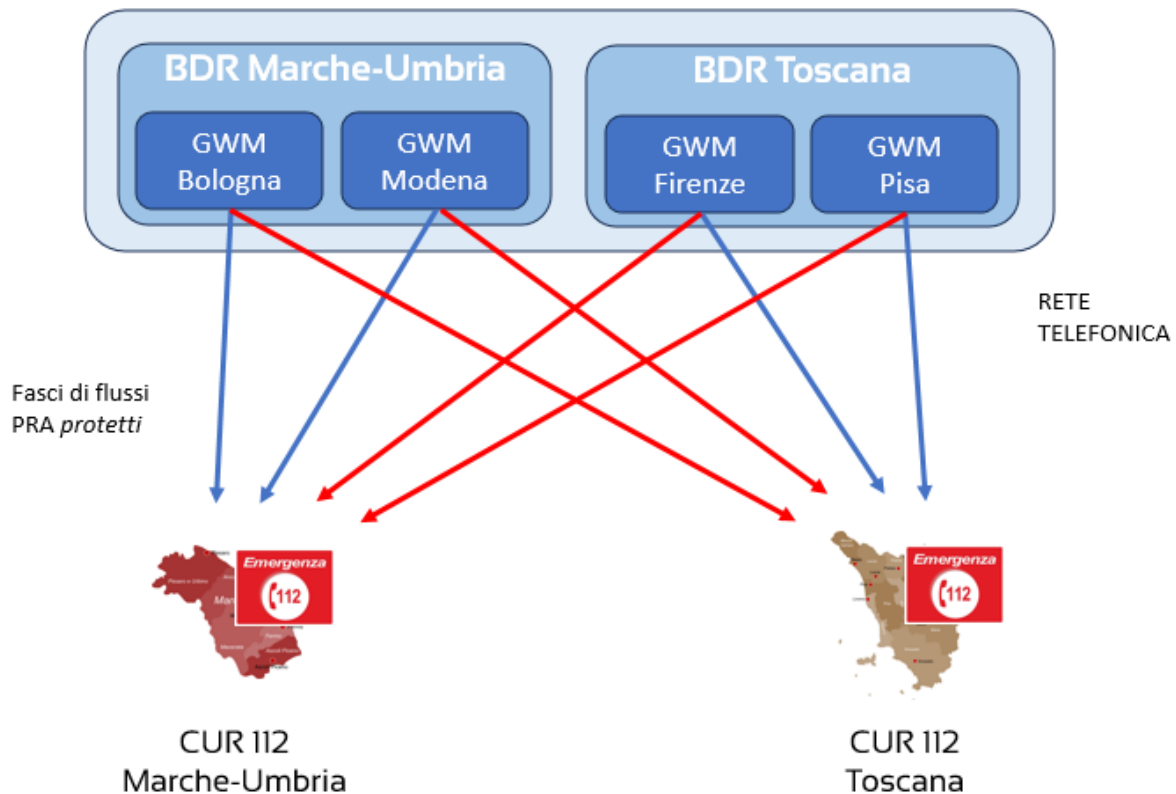 BDR Marche-Umbria
BDR Toscana
GWM
Bologna
GWM
Modena
GWM
Firenze
GWM
Pisa
RETE
TELEFONICA
Fasci di flussi
PRA protetti
Emergenza
112
Emergenza
112
CUR 112
Marche-Umbria
CUR 112
Toscana